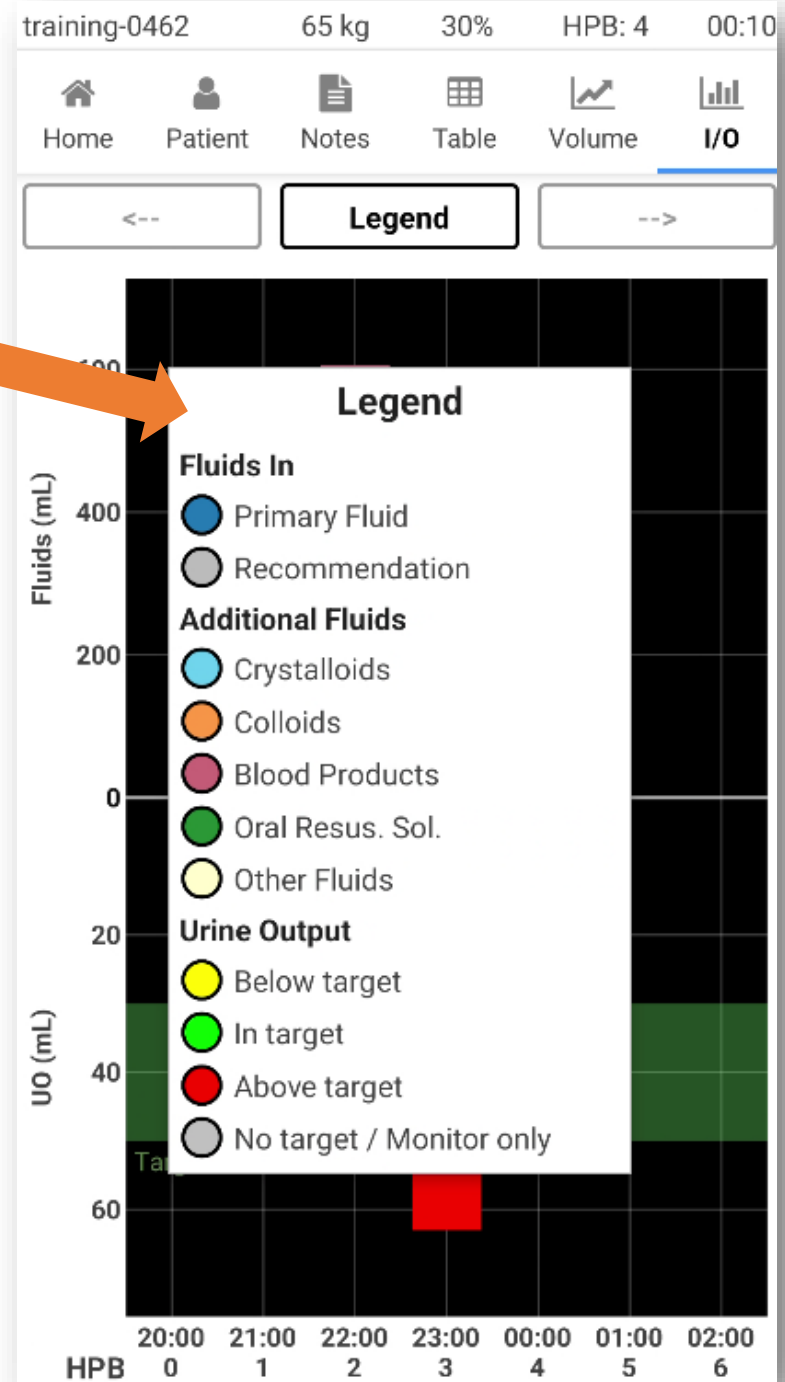 training-0462 65 kg 30% HPB: 4 00:10
Home Patient Notes Table Volume I/O
<-- Legend -->
Legend
Fluids In
Primary Fluid
Recommendation
Additional Fluids
Crystalloids
Colloids
Blood Products
Oral Resus. Sol.
Other Fluids
Urine Output
Below target
In target
Above target
No target / Monitor only
Fluids (mL)
400
200
0
UO (mL)
20
40
60
20:00 21:00 22:00 23:00 00:00 01:00 02:00
HPB 0 1 2 3 4 5 6